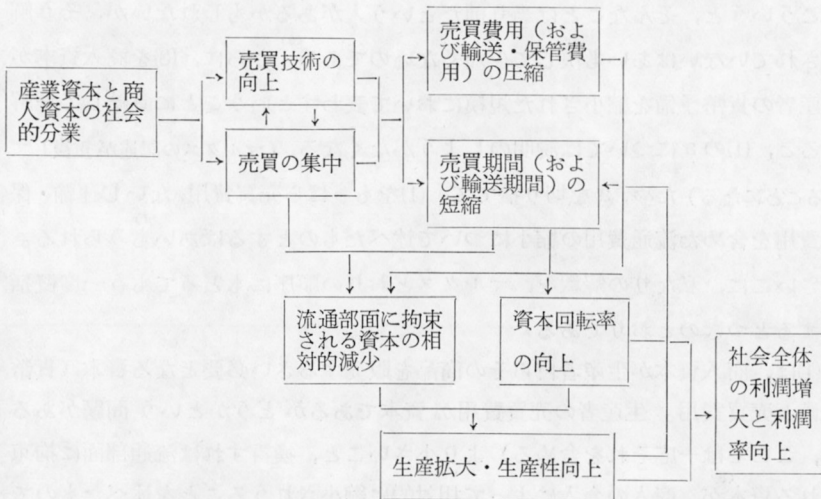 産業資本と商
人資本の社会
的分業
売買技術の
向上
売買の集中
売買費用（およ
び輸送・保管費
用）の圧縮
売買期間（およ
び輸送期間）の
短縮
流通部面に拘束
される資本の相
対的減少
資本回転率
の向上
生産拡大・生産性向上
社会全体
の利潤増
大と利潤
率向上